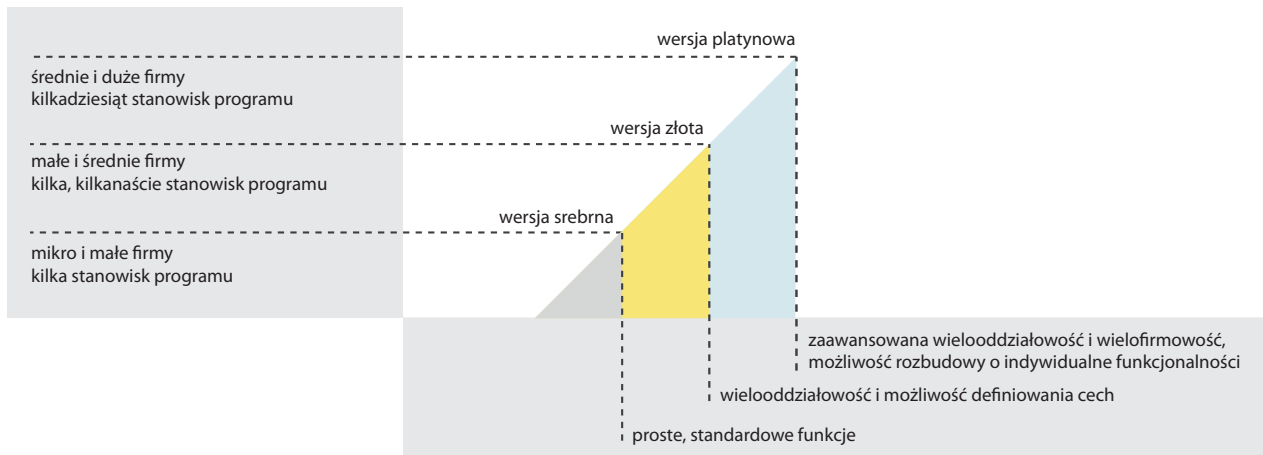 wersja platynowa
średnie i duże firmy
kilkadziesiąt stanowisk programu
wersja złota
małe i średnie firmy
kilka, kilkanaście stanowisk programu
wersja srebrna
mikro i małe firmy
kilka stanowisk programu
zaawansowana wielooddziałowość i wielofirmowość,
możliwość rozbudowy o indywidualne funkcjonalności
wielooddziałowość i możliwość definiowania cech
proste, standardowe funkcje